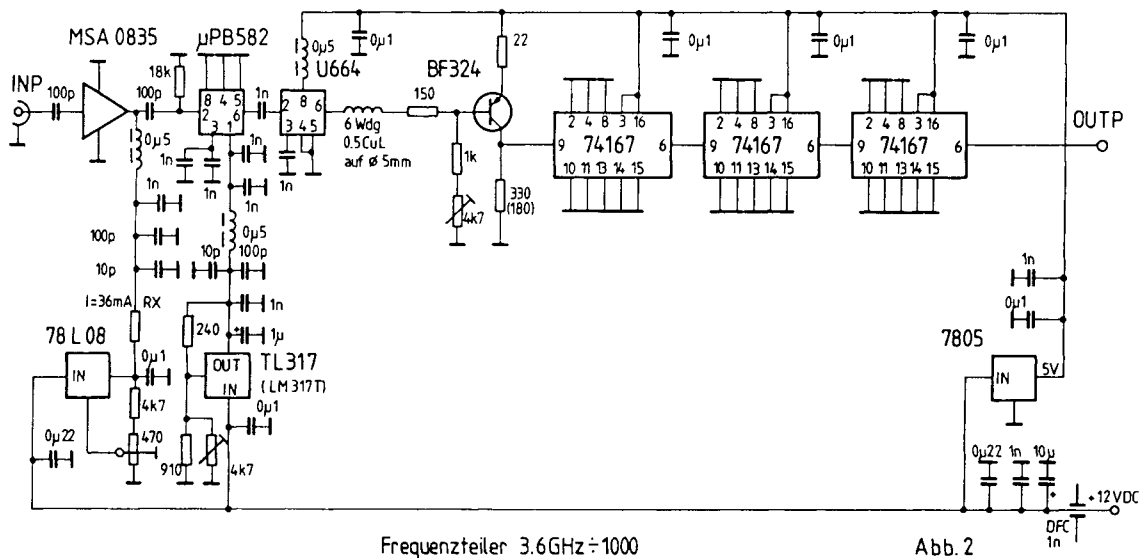 MSA 0835
µPB582
0µ5
U664
0µ1
22
0µ1
0µ1
0µ1
INP
100p
100p
18k
8 4 5
2 6
3 1
1n
2 8 6
3 4 5
1n
BF324
150
6 Wdg
0.5CuL
auf ø 5mm
1k
4k7
330
(180)
2 4 8 3 16
9 74167 6
10 11 13 14 15
2 4 8 3 16
9 74167 6
10 11 13 14 15
2 4 8 3 16
9 74167 6
10 11 13 14 15
OUTP
0µ5
1n
1n
1n
1n
1n
100p
10p
0µ5
10p
100p
1n
1µ
+
I=36mA RX
78L08
IN
0µ1
4k7
470
0µ22
240
OUT
IN
TL317
(LM317T)
0µ1
910
4k7
1n
0µ1
7805
IN
5V
0µ22
1n
10µ
+
+12VDC
DFC
1n
Frequenzteiler 3.6GHz÷1000
Abb.2